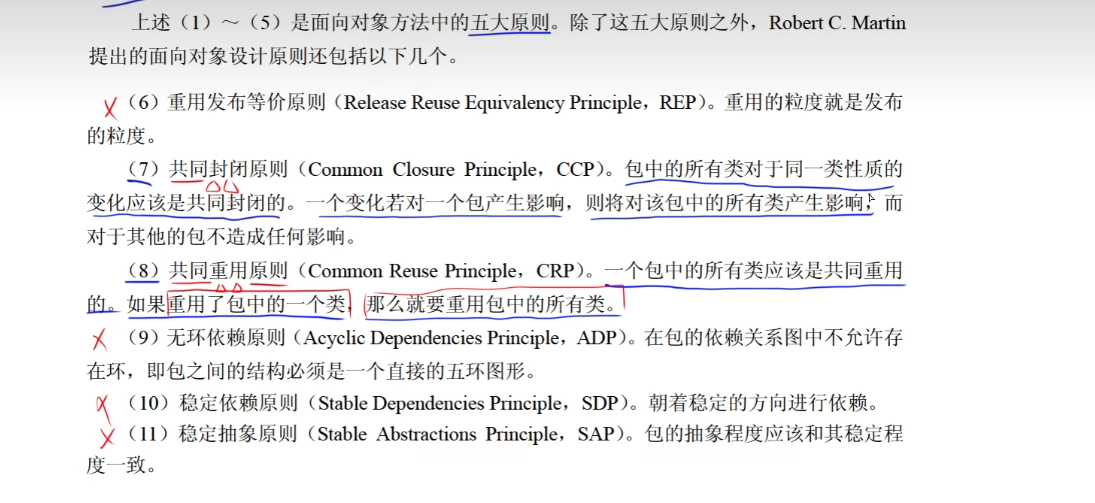 上述（1）～（5）是面向对象方法中的五大原则。除了这五大原则之外，Robert C. Martin
提出的面向对象设计原则还包括以下几个。
（6）重用发布等价原则（Release Reuse Equivalency Principle，REP）。重用的粒度就是发布
的粒度。
（7）共同封闭原则（Common Closure Principle，CCP）。包中的所有类对于同一类性质的
变化应该是共同封闭的。一个变化若对一个包产生影响，则将对该包中的所有类产生影响，而
对于其他的包不造成任何影响。
（8）共同重用原则（Common Reuse Principle，CRP）。一个包中的所有类应该是共同重用
的。如果重用了包中的一个类，那么就要重用包中的所有类。
（9）无环依赖原则（Acyclic Dependencies Principle，ADP）。在包的依赖关系图中不允许存
在环，即包之间的结构必须是一个直接的五环图形。
（10）稳定依赖原则（Stable Dependencies Principle，SDP）。朝着稳定的方向进行依赖。
（11）稳定抽象原则（Stable Abstractions Principle，SAP）。包的抽象程度应该和其稳定程
度一致。